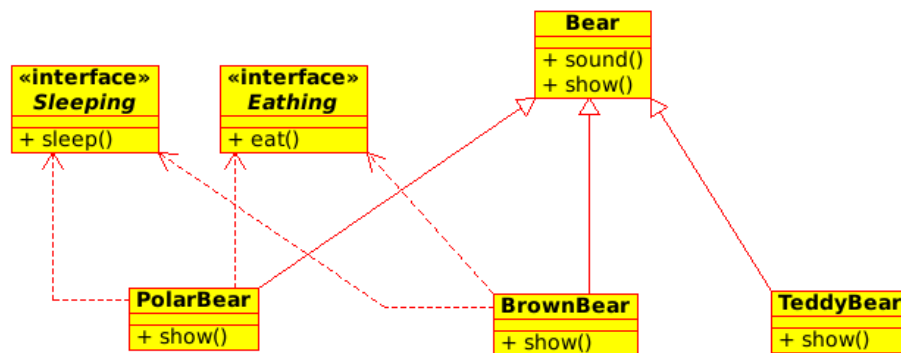 Bear
+ sound()
+ show()
«interface»
Sleeping
+ sleep()
«interface»
Eathing
+ eat()
PolarBear
+ show()
BrownBear
+ show()
TeddyBear
+ show()